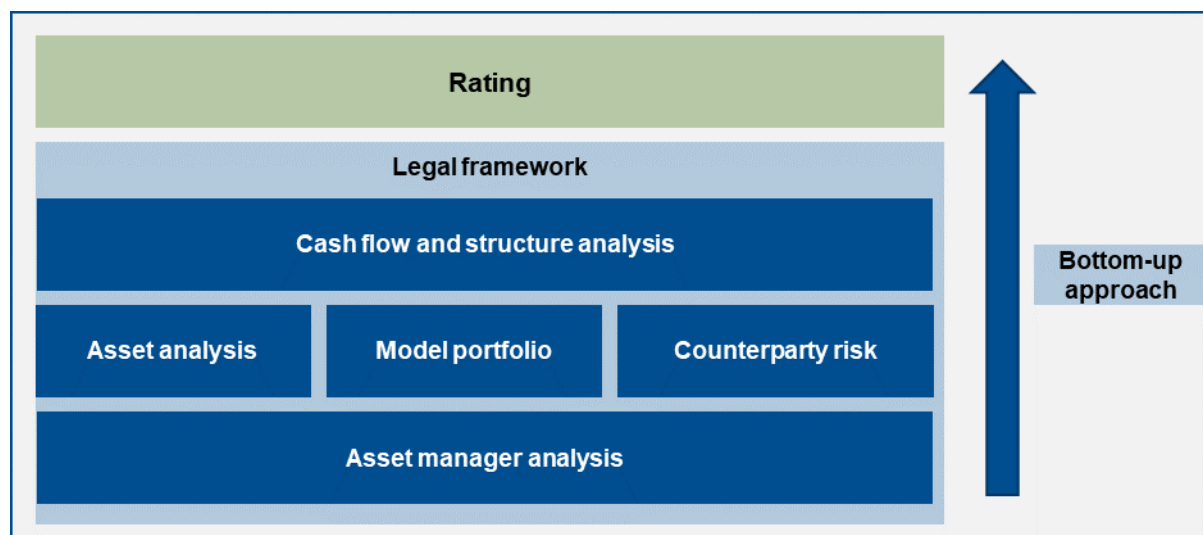 Rating
Legal framework
Cash flow and structure analysis
Bottom-up
approach
Asset analysis
Model portfolio
Counterparty risk
Asset manager analysis